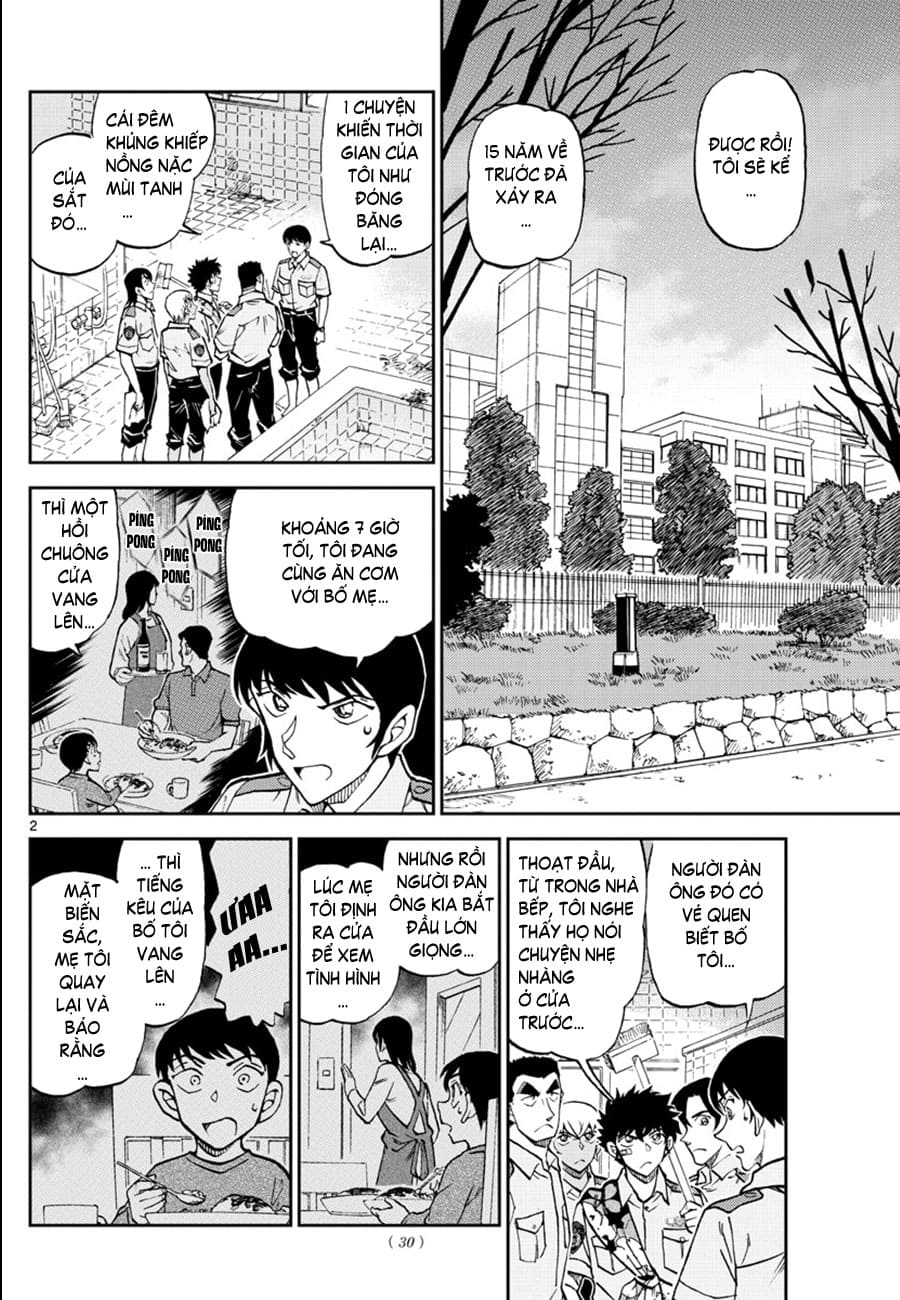 ĐƯỢC RỒI!
TÔI SẼ KỂ
...
15 NĂM VỀ
TRƯỚC ĐÃ
XẢY RA
...
1 CHUYỆN
KHIẾN THỜI
GIAN CỦA
TÔI NHƯ
ĐÓNG
BĂNG
LẠI...
CÁI ĐÊM
KHỦNG KHIẾP
NỒNG NẶC
MÙI TANH
...
CỦA
SẮT
ĐÓ...
KHOẢNG 7 GIỜ
TỐI, TÔI ĐANG
CÙNG ĂN CƠM
VỚI BỐ MẸ...
PÍNG
PONG
PÍNG
PONG
PÍNG
PONG
THÌ MỘT
HỒI
CHUÔNG
CỬA
VANG
LÊN...
2
NGƯỜI ĐÀN
ÔNG ĐÓ CÓ
VẺ QUEN
BIẾT BỐ
TÔI...
THOẠT ĐẦU,
TỪ TRONG NHÀ
BẾP, TÔI NGHE
THẤY HỌ NÓI
CHUYỆN NHẸ
NHÀNG
Ở CỬA
TRƯỚC...
NHƯNG RỒI
NGƯỜI ĐÀN
ÔNG KIA BẮT
ĐẦU LỚN
GIỌNG...
LÚC MẸ
TÔI ĐỊNH
RA CỬA
ĐỂ XEM
TÌNH HÌNH
...
ƯAA
AA...
... THÌ
TIẾNG
KÊU CỦA
BỐ TÔI
VANG
LÊN
...
MẶT
BIẾN
SẮC,
MẸ TÔI
QUAY
LẠI VÀ
BẢO
RẰNG
...
( 30 )